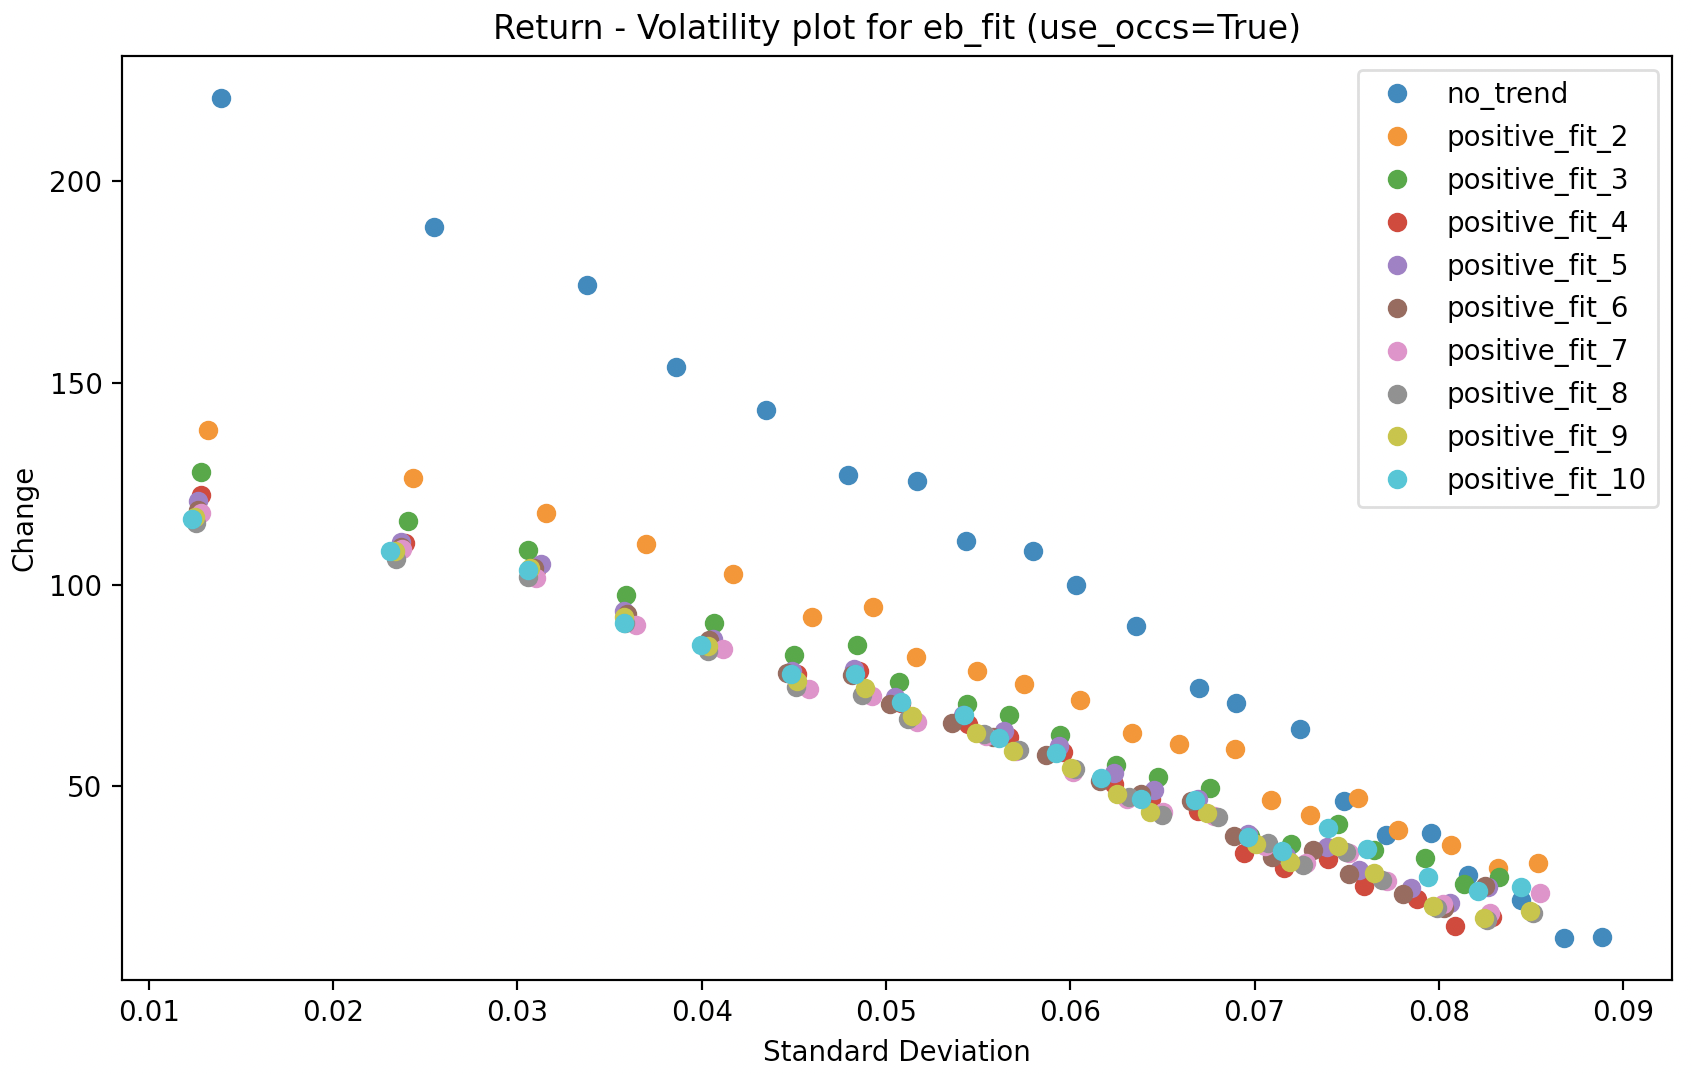 Return - Volatility plot for eb_fit (use_occs=True)
no_trend
positive_fit_2
positive_fit_3
positive_fit_4
positive_fit_5
positive_fit_6
positive_fit_7
positive_fit_8
positive_fit_9
positive_fit_10
Change
200
150
100
50
0.01 0.02 0.03 0.04 0.05 0.06 0.07 0.08 0.09
Standard Deviation